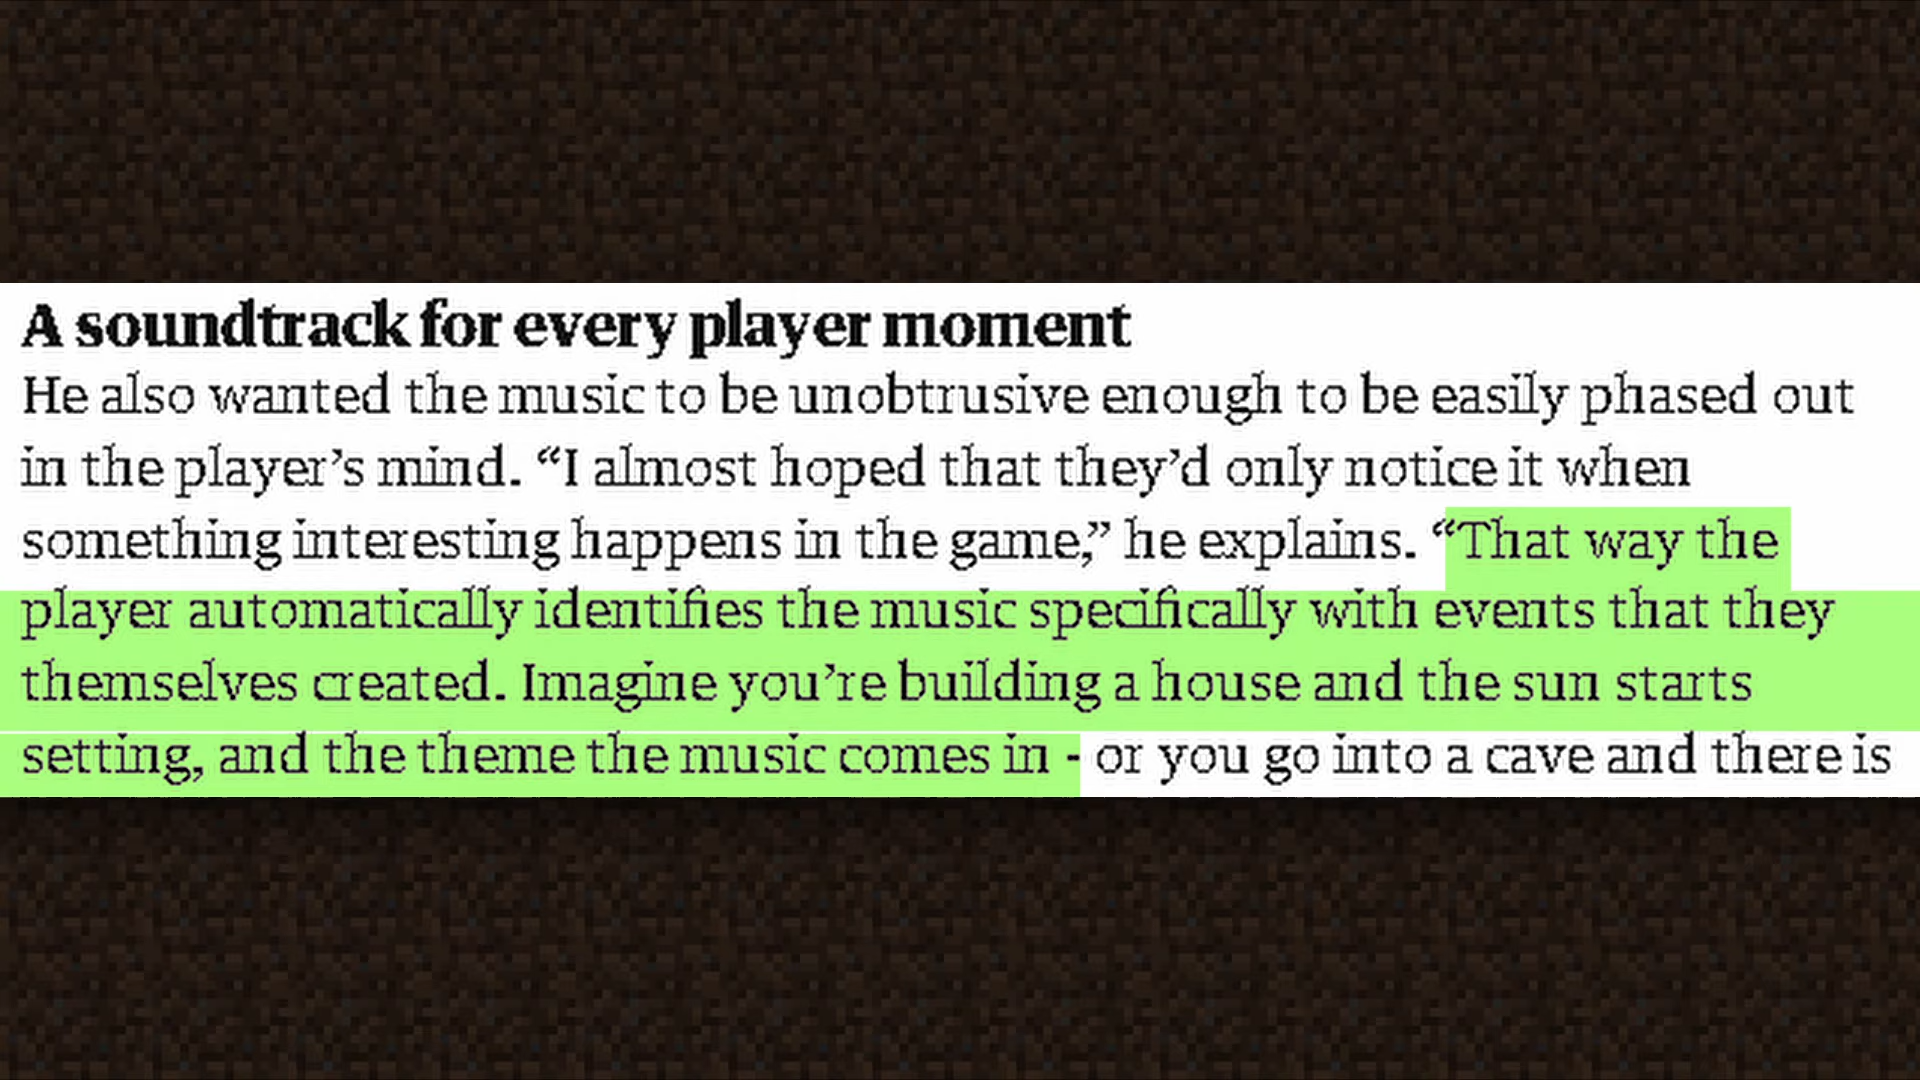 A soundtrack for every player moment
He also wanted the music to be unobtrusive enough to be easily phased out
in the player’s mind. “I almost hoped that they’d only notice it when
something interesting happens in the game,” he explains. “That way the
player automatically identifies the music specifically with events that they
themselves created. Imagine you’re building a house and the sun starts
setting, and the theme the music comes in - or you go into a cave and there is